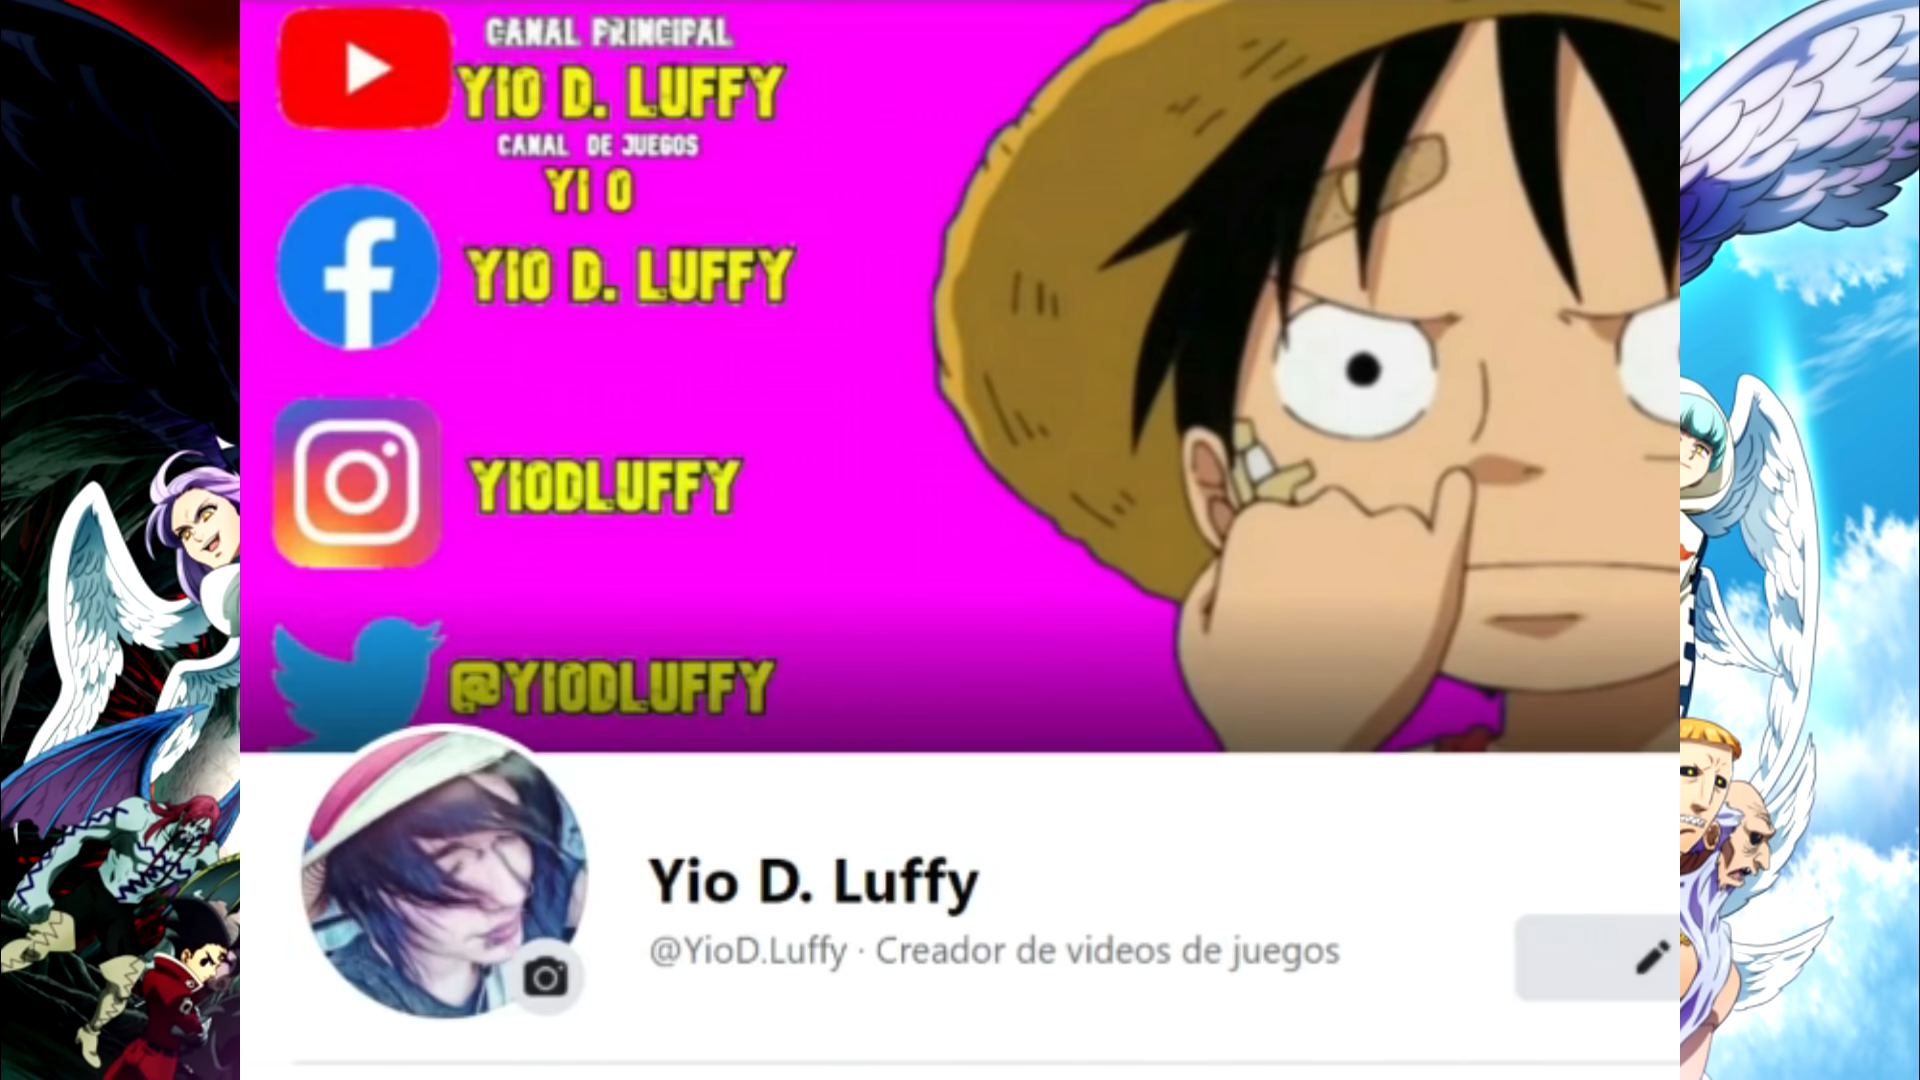 CANAL PRINCIPAL
YIO D. LUFFY
CANAL DE JUEGOS
YI O
YIO D. LUFFY
YIODLUFFY
@YIODLUFFY
Yio D. Luffy
@YioD.Luffy · Creador de videos de juegos